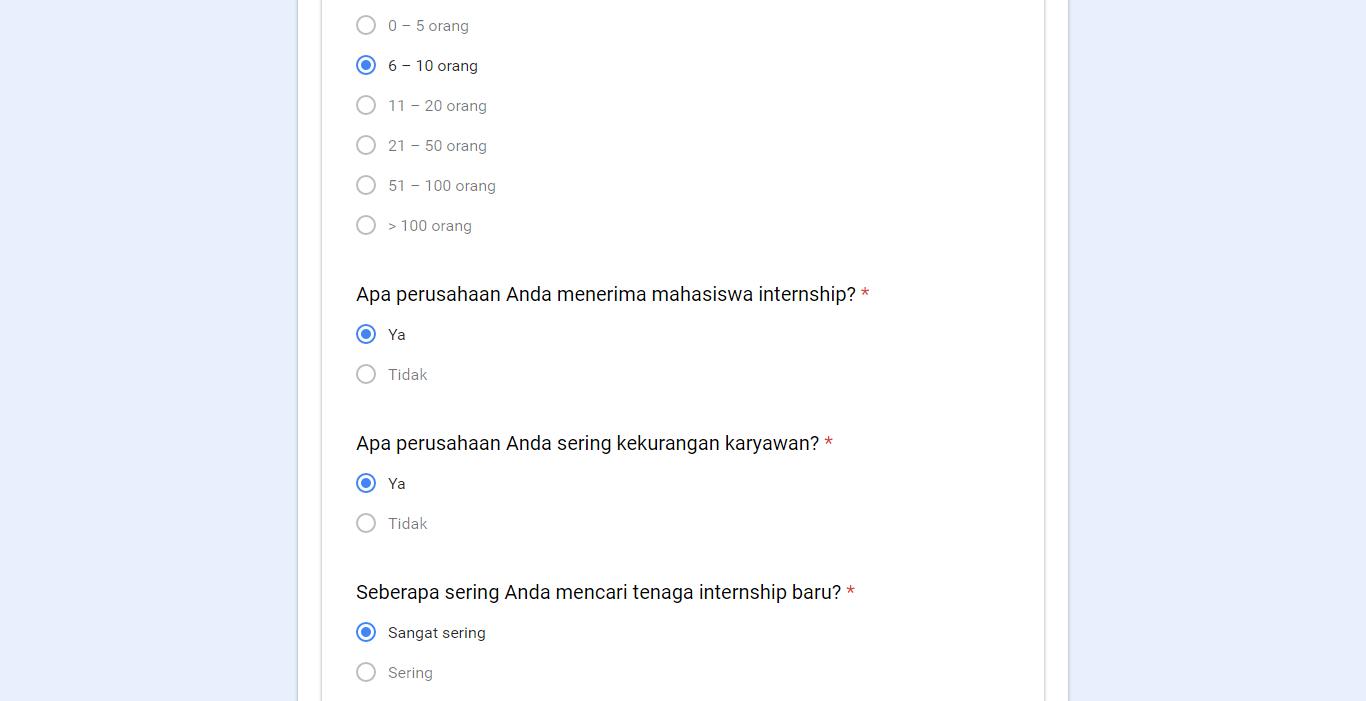 0 – 5 orang
6 – 10 orang
11 – 20 orang
21 – 50 orang
51 – 100 orang
> 100 orang
Apa perusahaan Anda menerima mahasiswa internship? *
Ya
Tidak
Apa perusahaan Anda sering kekurangan karyawan? *
Ya
Tidak
Seberapa sering Anda mencari tenaga internship baru? *
Sangat sering
Sering